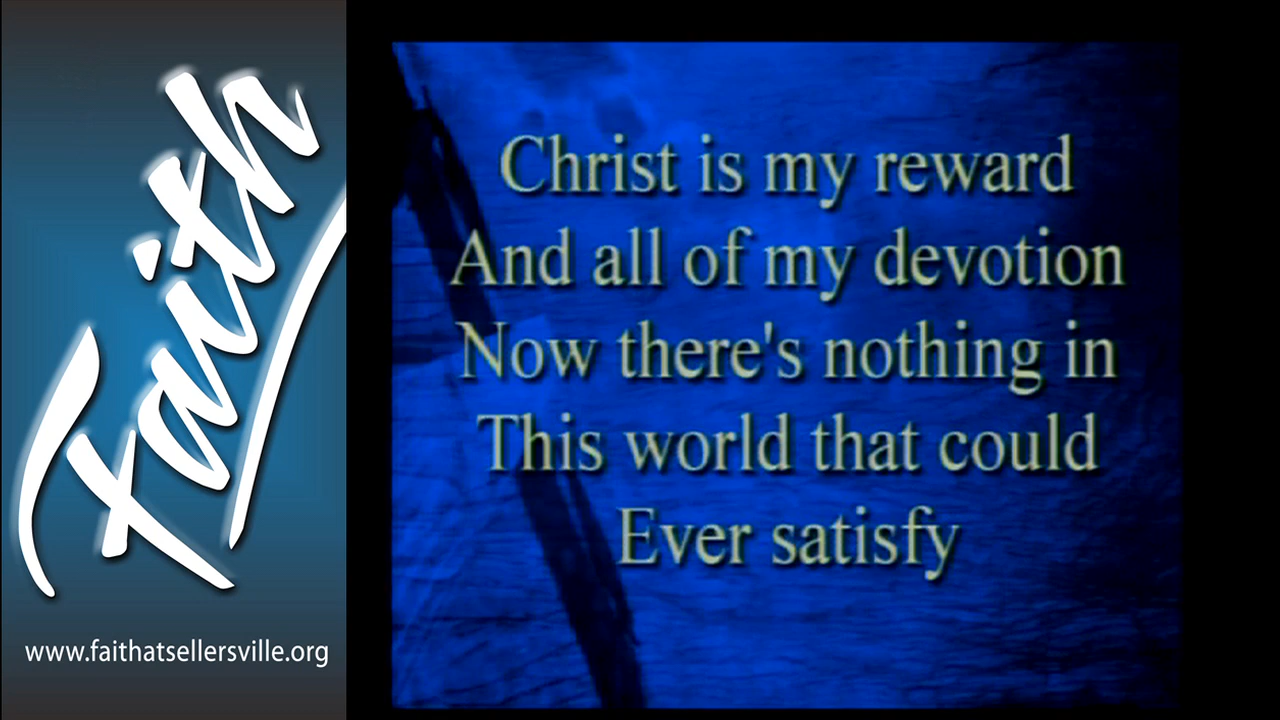 Faith
www.faithatsellersville.org
Christ is my reward
And all of my devotion
Now there's nothing in
This world that could
Ever satisfy